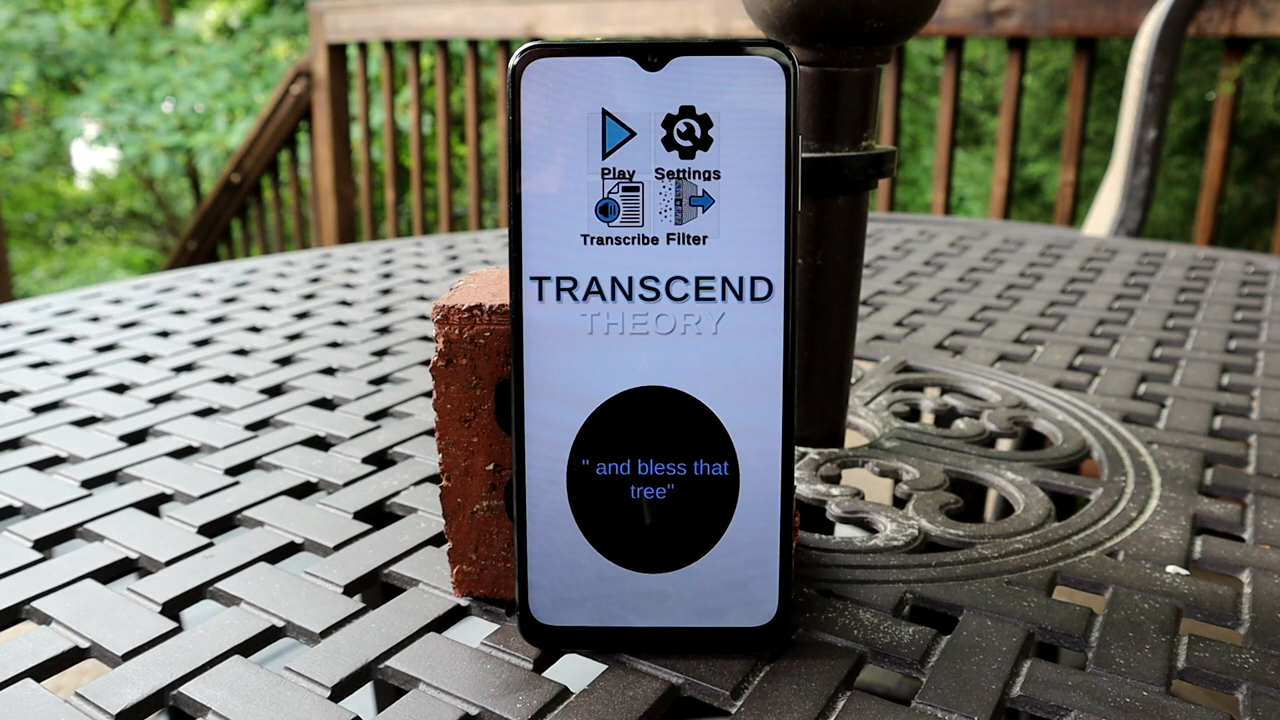 Play Settings
Transcribe Filter
TRANSCEND
THEORY
" and bless that
tree"